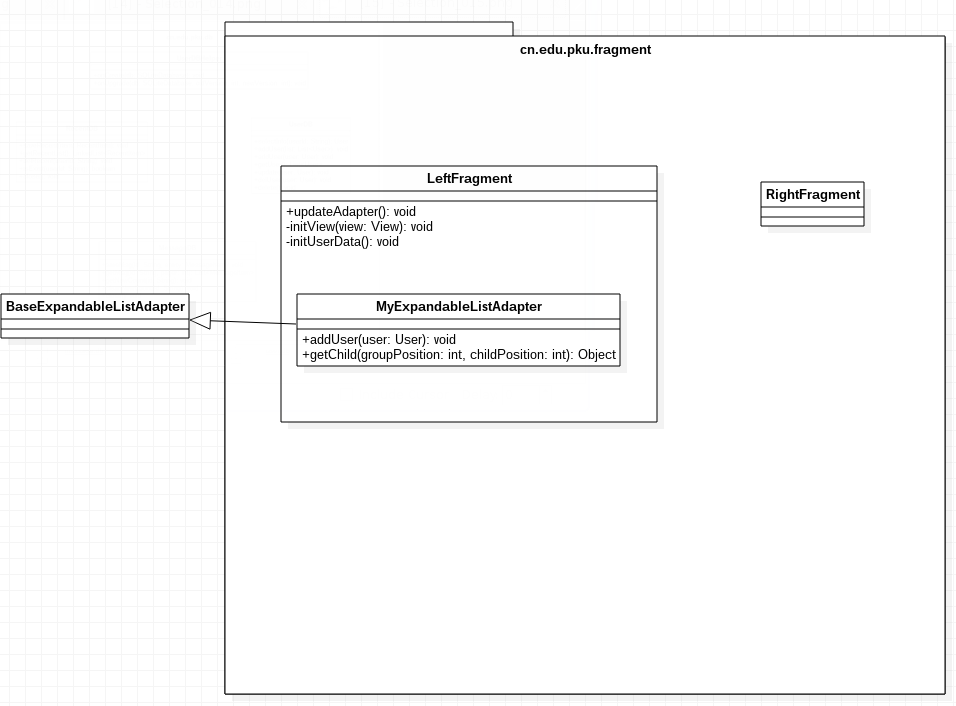 cn.edu.pku.fragment
LeftFragment
+updateAdapter(): void
-initView(view: View): void
-initUserData(): void
RightFragment
BaseExpandableListAdapter
MyExpandableListAdapter
+addUser(user: User): void
+getChild(groupPosition: int, childPosition: int): Object